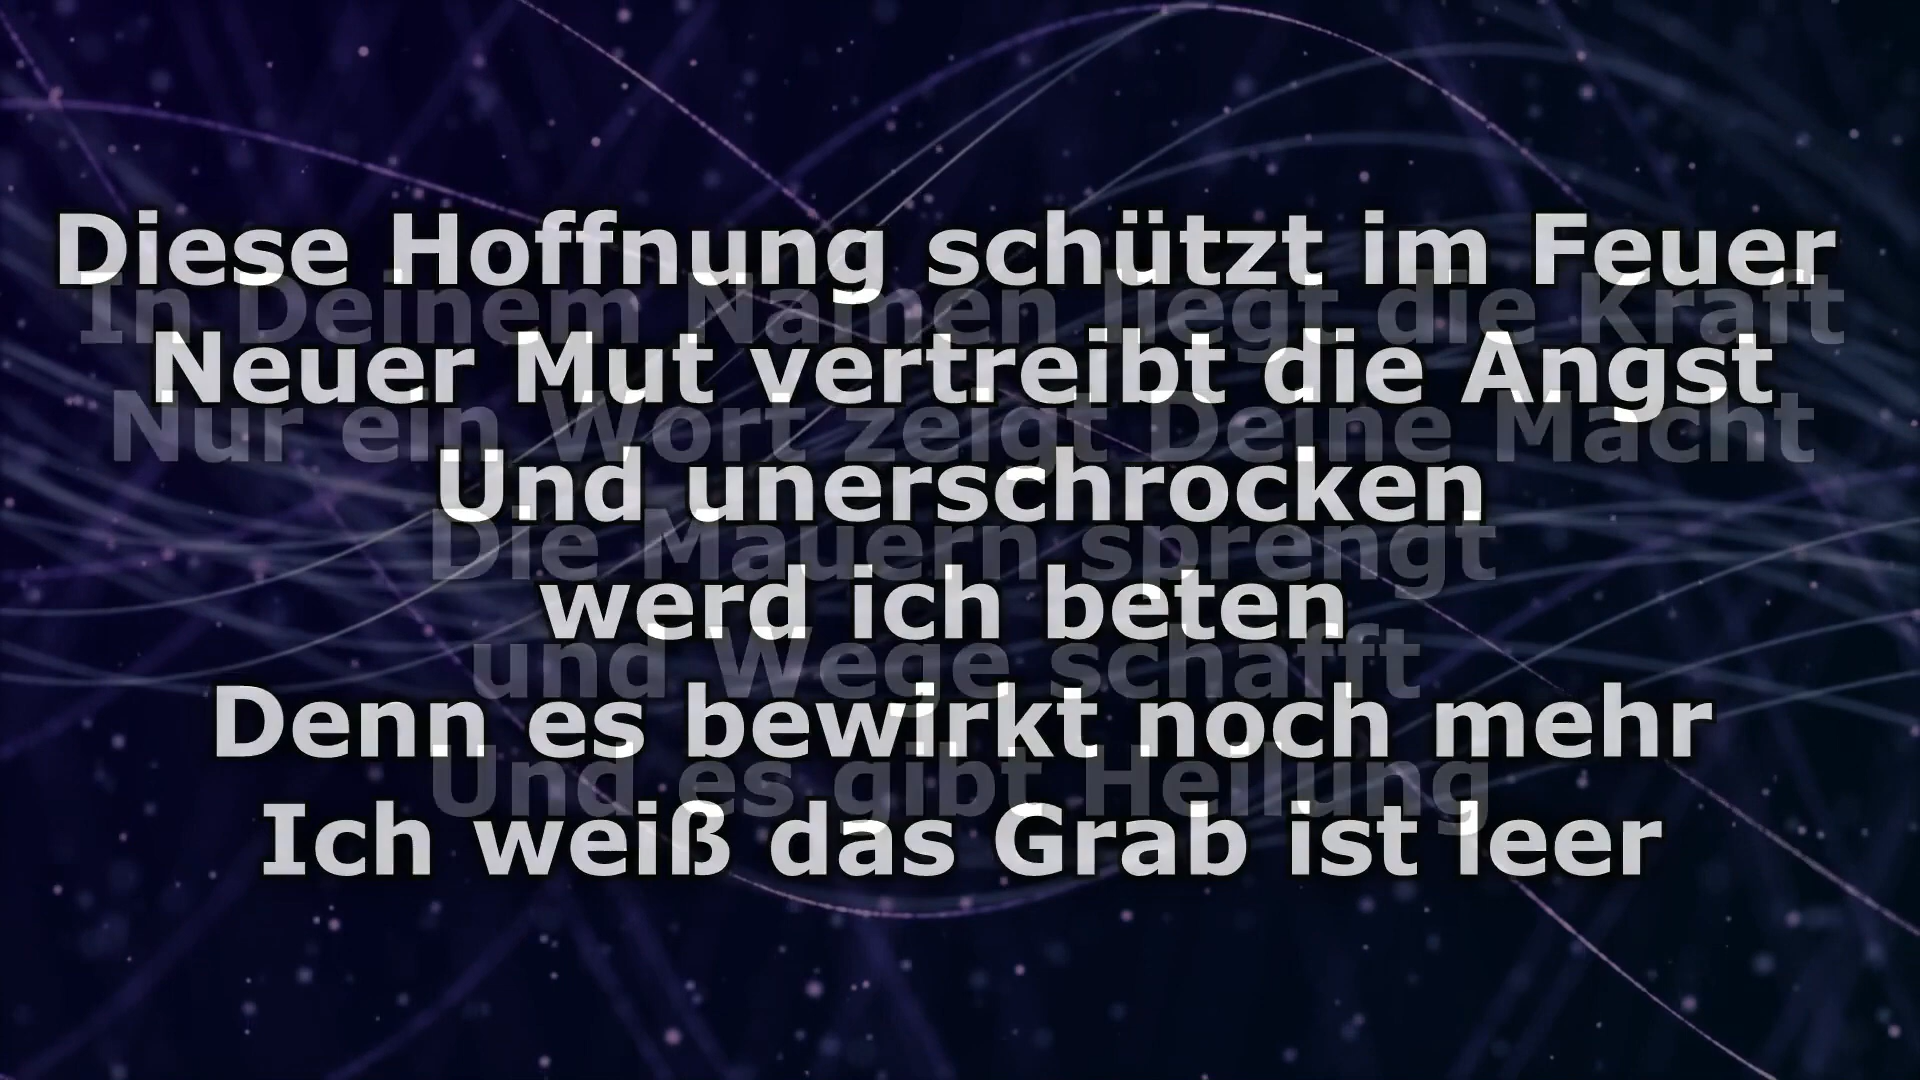 Diese Hoffnung schützt im Feuer
In Deinem Namen liegt die Kraft
Neuer Mut vertreibt die Angst
Nur ein Wort zeigt Deine Macht
Und unerschrocken
Die Mauern sprengt
werd ich beten
und Wege schafft
Denn es bewirkt noch mehr
Und es gibt Heilung
Ich weiß das Grab ist leer